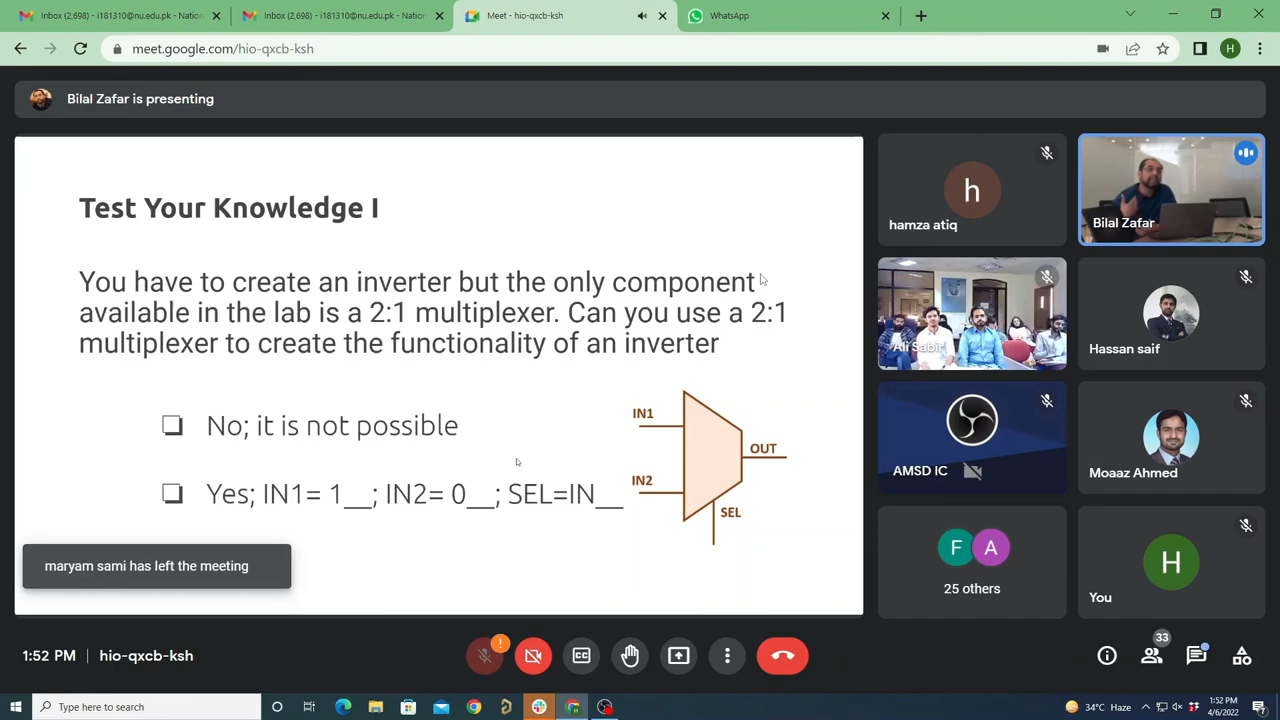 Inbox (2,698) - i181310@nu.edu.pk - Nation
Inbox (2,698) - i181310@nu.edu.pk - Nation
Meet - hio-qxcb-ksh
WhatsApp
meet.google.com/hio-qxcb-ksh
H
Bilal Zafar is presenting
Test Your Knowledge I
You have to create an inverter but the only component
available in the lab is a 2:1 multiplexer. Can you use a 2:1
multiplexer to create the functionality of an inverter
No; it is not possible
Yes; IN1= 1__; IN2= 0__; SEL=IN__
IN1
IN2
OUT
SEL
maryam sami has left the meeting
h
hamza atiq
Bilal Zafar
Ali Sabir
Hassan saif
AMSD IC
Moaaz Ahmed
F
A
25 others
H
You
1:52 PM | hio-qxcb-ksh
!
CC
33
Type here to search
34°C Haze
1:52 PM
4/6/2022